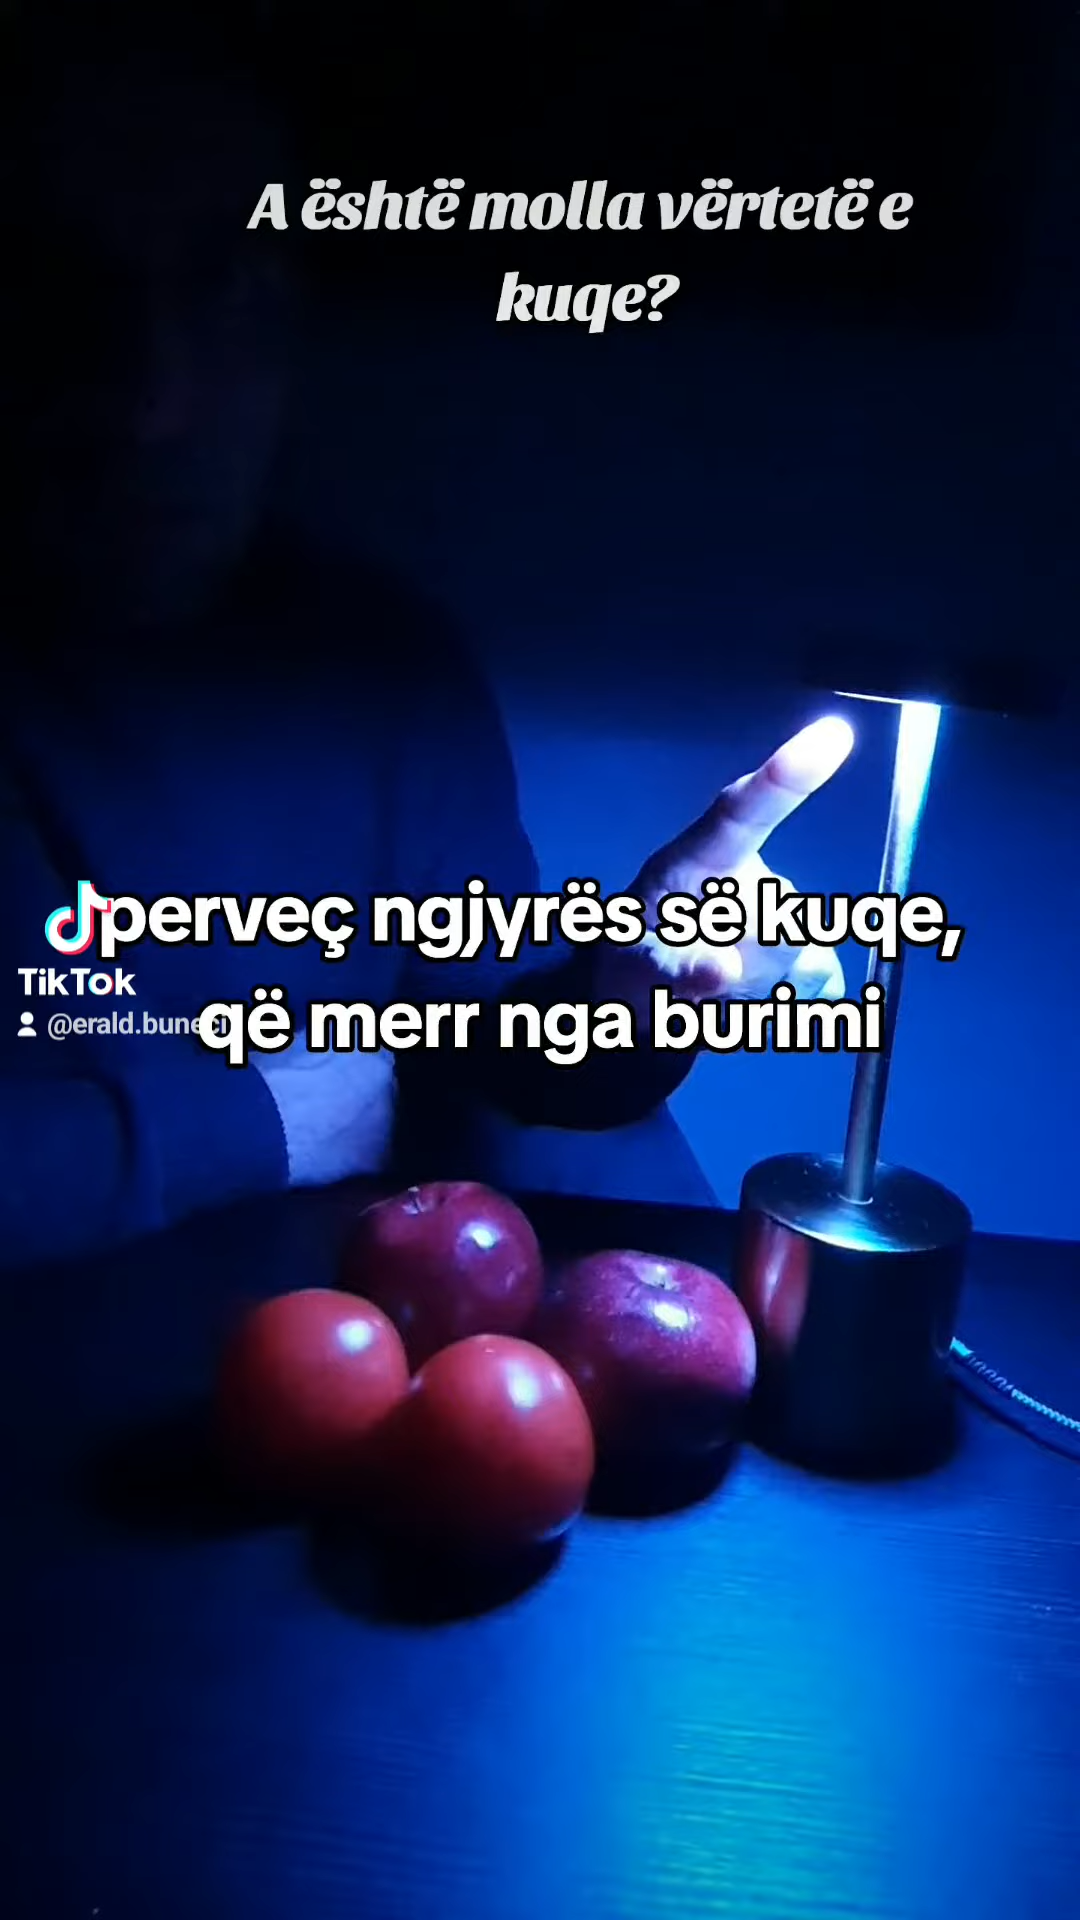 A është molla vërtetë e
kuqe?
perveç ngjyrës së kuqe,
që merr nga burimi
TikTok